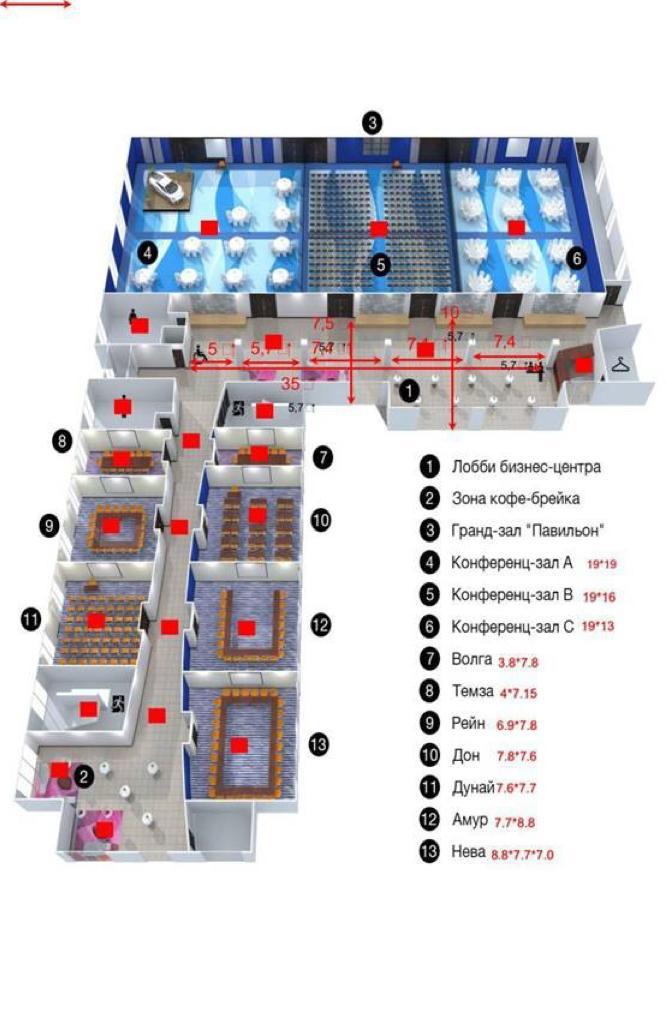 3
4
5
6
10
7,5
5,7
5
5,7
7,4
7,4
7,4
5,7
35
5,7
1
8
7
9
10
11
12
13
2
1 Лобби бизнес-центра
2 Зона кофе-брейка
3 Гранд-зал "Павильон"
4 Конференц-зал А 19*19
5 Конференц-зал В 19*16
6 Конференц-зал С 19*13
7 Волга 3.8*7.8
8 Темза 4*7.15
9 Рейн 6.9*7.8
10 Дон 7.8*7.6
11 Дунай 7.6*7.7
12 Амур 7.7*8.8
13 Нева 8.8*7.7*7.0